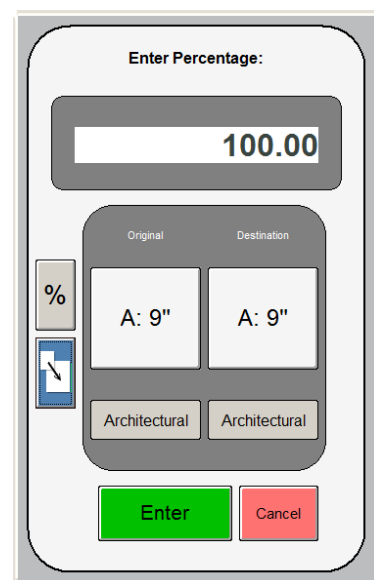 Enter Percentage:
100.00
Original Destination
%
A: 9" A: 9"
Architectural Architectural
Enter Cancel